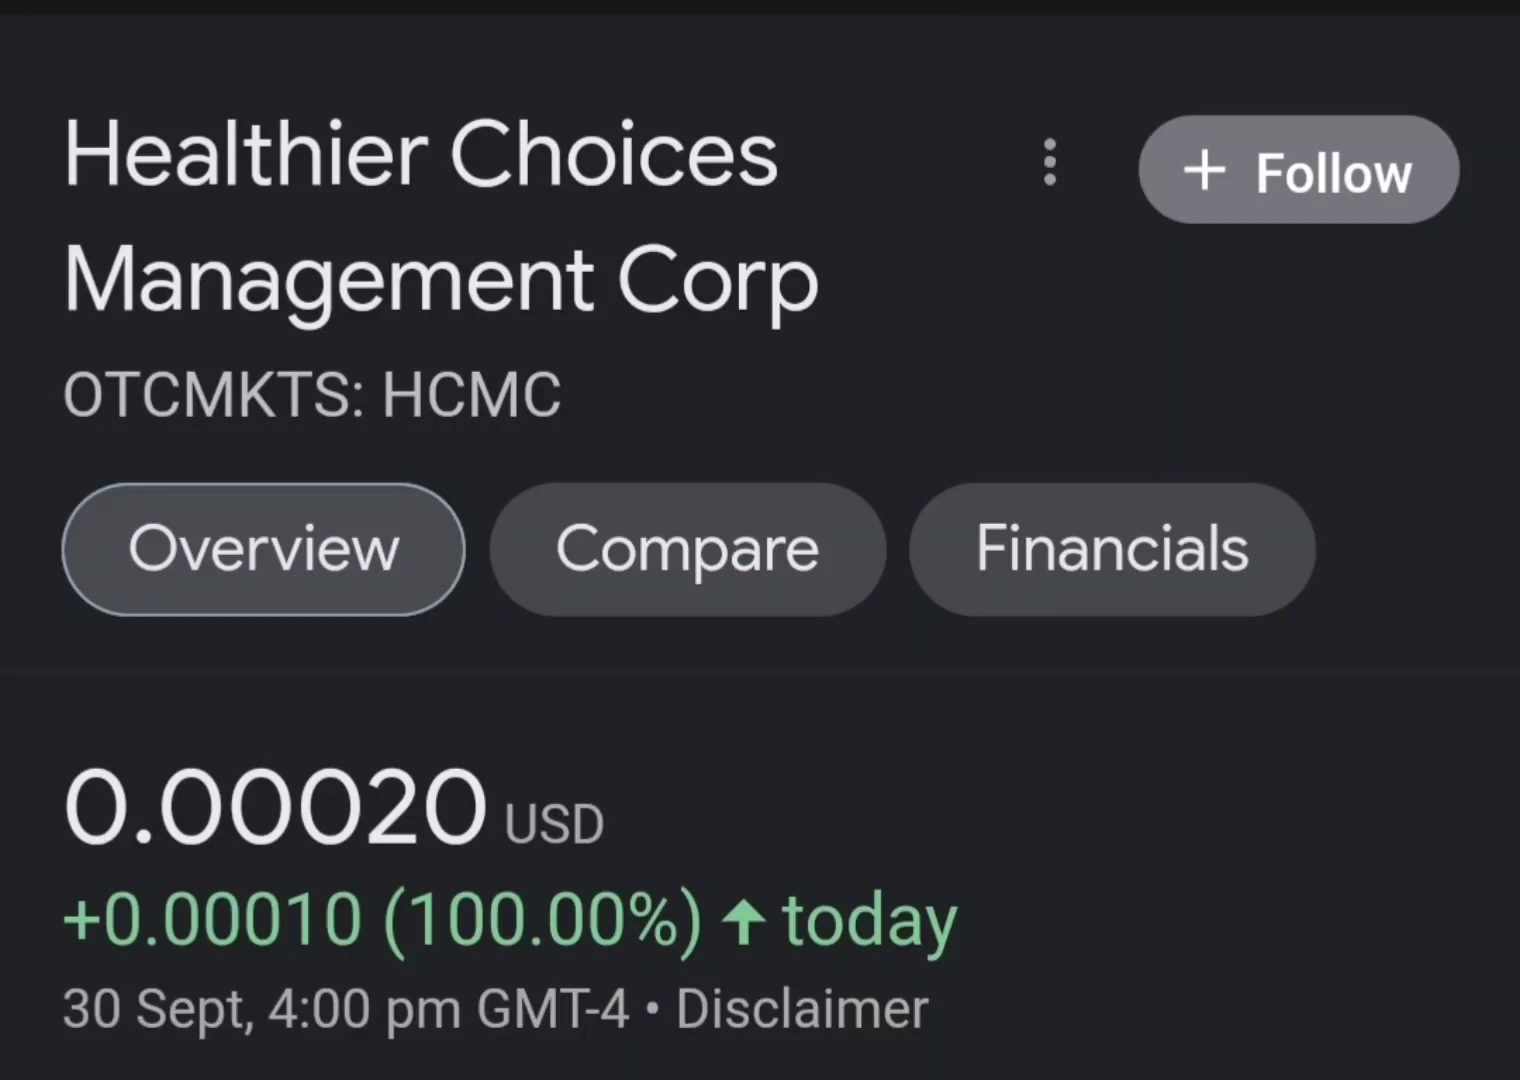 Healthier Choices
Management Corp
+ Follow
OTCMKTS: HCMC
Overview Compare Financials
0.00020 USD
+0.00010 (100.00%) ↑ today
30 Sept, 4:00 pm GMT-4 • Disclaimer